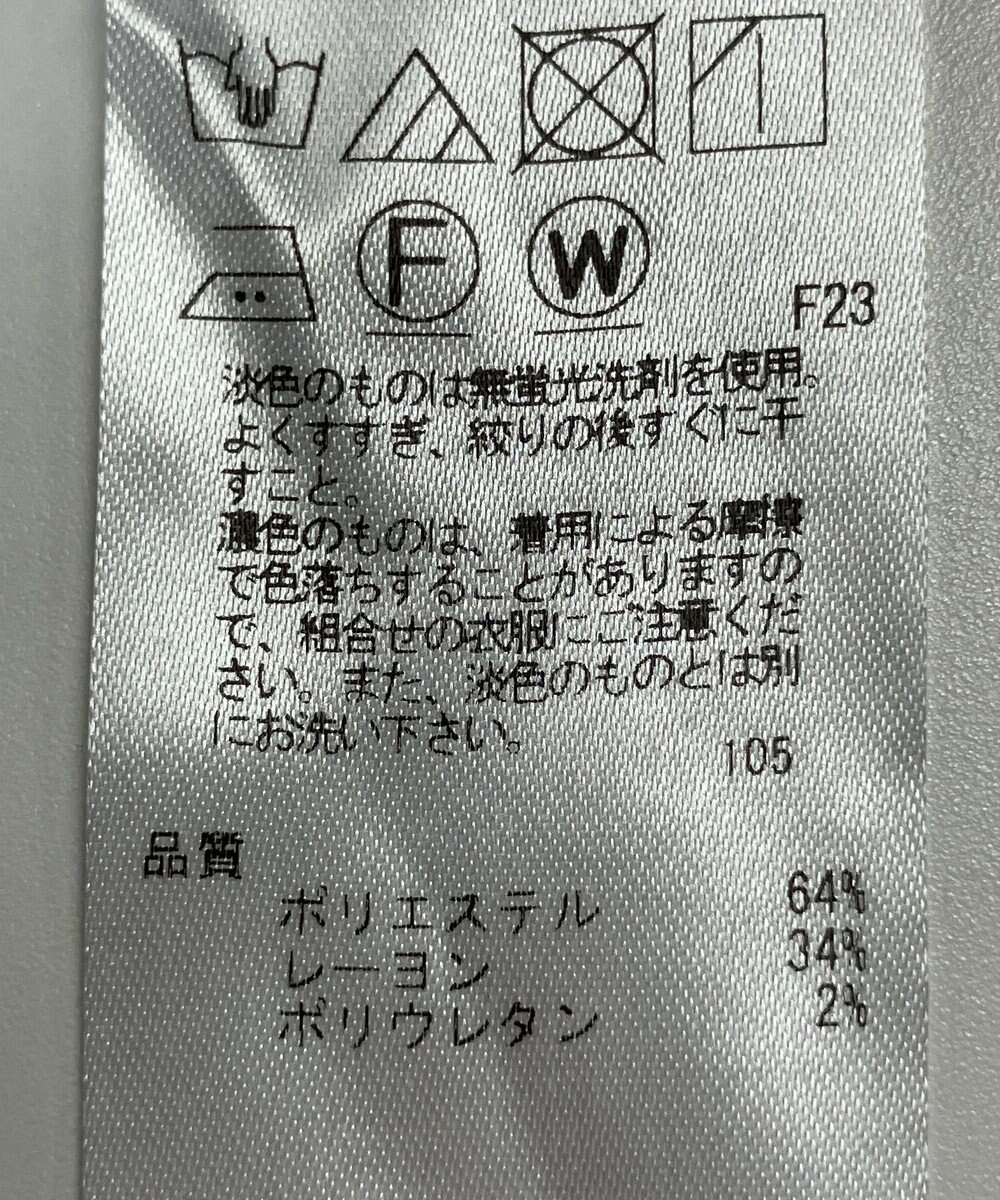 F W
F23
淡色のものは無蛍光洗剤を使用。
よくすすぎ、絞りの後すぐに干
すこと。
濃色のものは、着用による摩擦
で色落ちすることがありますの
で、組合せの衣服にご注意くだ
さい。また、淡色のものとは別
にお洗い下さい。
105
品質
ポリエステル 64%
レーヨン 34%
ポリウレタン 2%